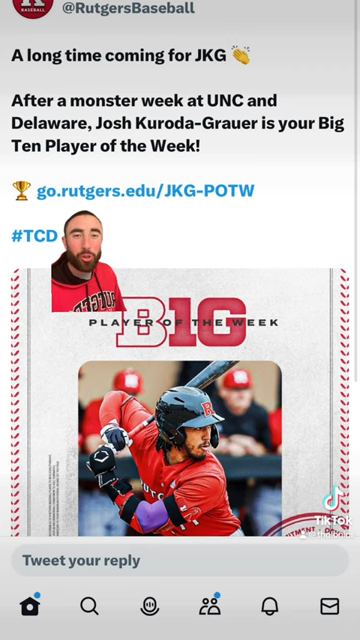 R
BASEBALL
@RutgersBaseball
A long time coming for JKG 👏
After a monster week at UNC and
Delaware, Josh Kuroda-Grauer is your Big
Ten Player of the Week!
🏆 go.rutgers.edu/JKG-POTW
#TCD
RUTGERS
B1G
PLAYER OF THE WEEK
R
TikTok
Tweet your reply